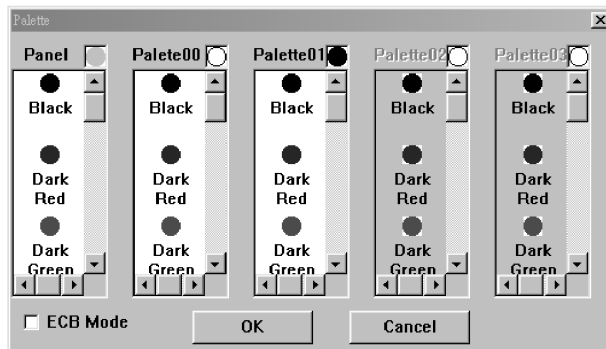 Palette
Panel Palete00 Palette01 Palette02 Palette03
Black Black Black Black Black
Dark Dark Dark Dark Dark
Red Red Red Red Red
Dark Dark Dark Dark Dark
Green Green Green Green Green
ECB Mode OK Cancel